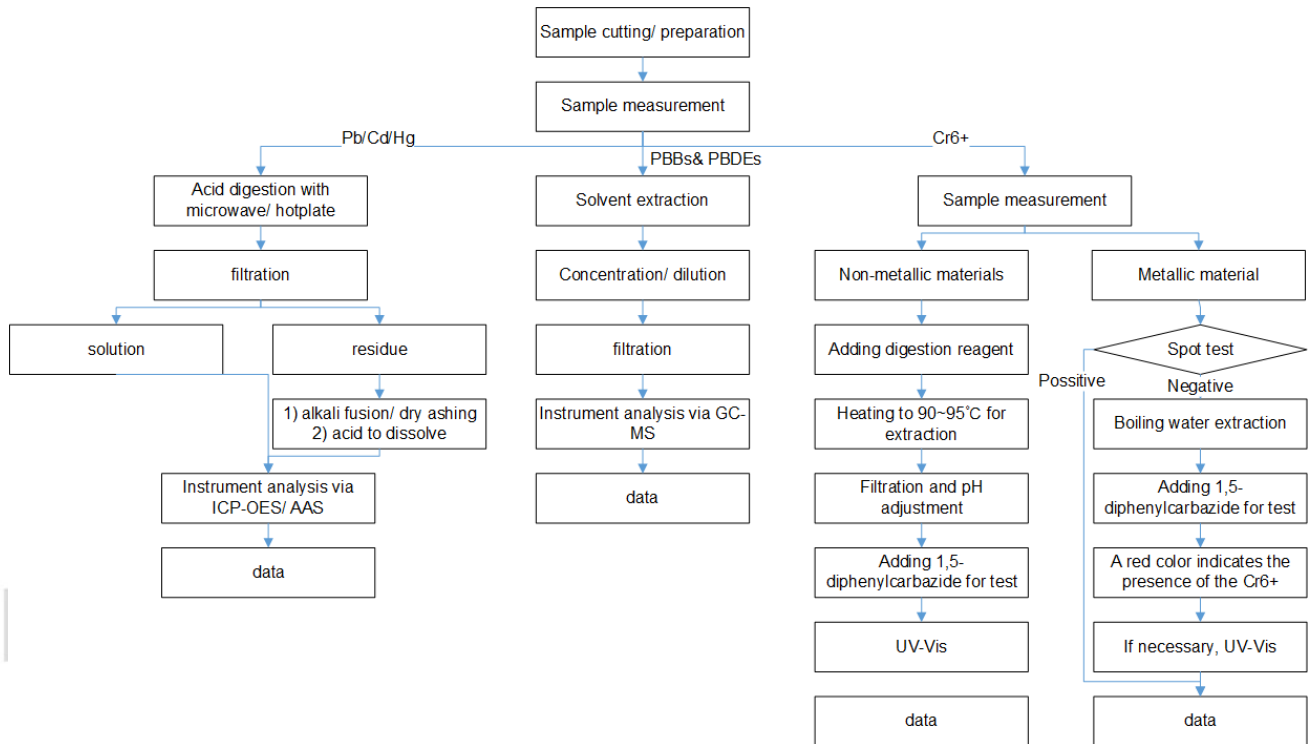 Sample cutting/ preparation
Sample measurement
Pb/Cd/Hg
PBBs& PBDEs
Cr6+
Acid digestion with
microwave/ hotplate
filtration
solution
residue
1) alkali fusion/ dry ashing
2) acid to dissolve
Instrument analysis via
ICP-OES/ AAS
data
Solvent extraction
Concentration/ dilution
filtration
Instrument analysis via GC-
MS
data
Sample measurement
Non-metallic materials
Adding digestion reagent
Heating to 90~95°C for
extraction
Filtration and pH
adjustment
Adding 1,5-
diphenylcarbazide for test
UV-Vis
data
Metallic material
Spot test
Possitive
Negative
Boiling water extraction
Adding 1,5-
diphenylcarbazide for test
A red color indicates the
presence of the Cr6+
If necessary, UV-Vis
data